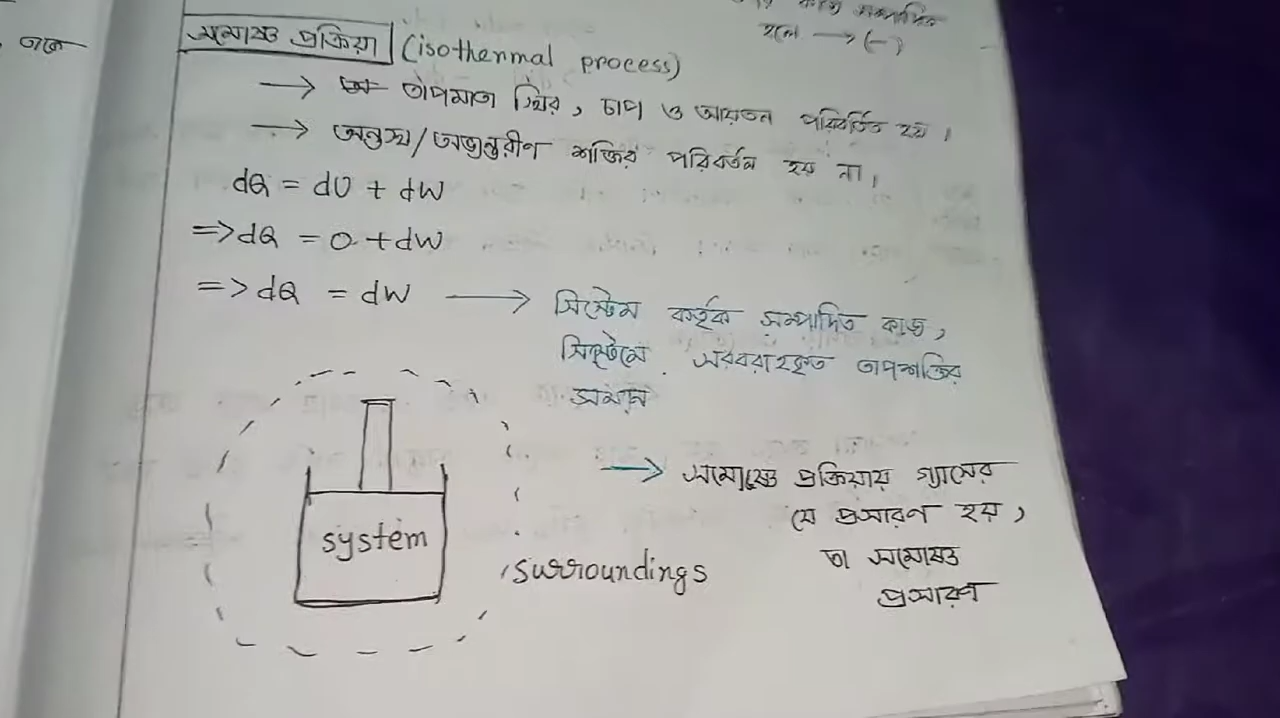 হলে → (-)
সমোষ্ণ প্রক্রিয়া (isothermal process)
→ তাপমাত্রা স্থির, চাপ ও আয়তন পরিবর্তিত হয়।
→ অন্তঃস্থ/অভ্যন্তরীণ শক্তির পরিবর্তন হয় না,
dQ = dU + dW
=> dQ = 0 + dW
=> dQ = dW → সিস্টেম কর্তৃক সম্পাদিত কাজ,
সিস্টেমে সরবরাহকৃত তাপশক্তির
সমান
→ সমোষ্ণ প্রক্রিয়ায় গ্যাসের
যে প্রসারণ হয়,
তা সমোষ্ণ
প্রসারণ
system
surroundings